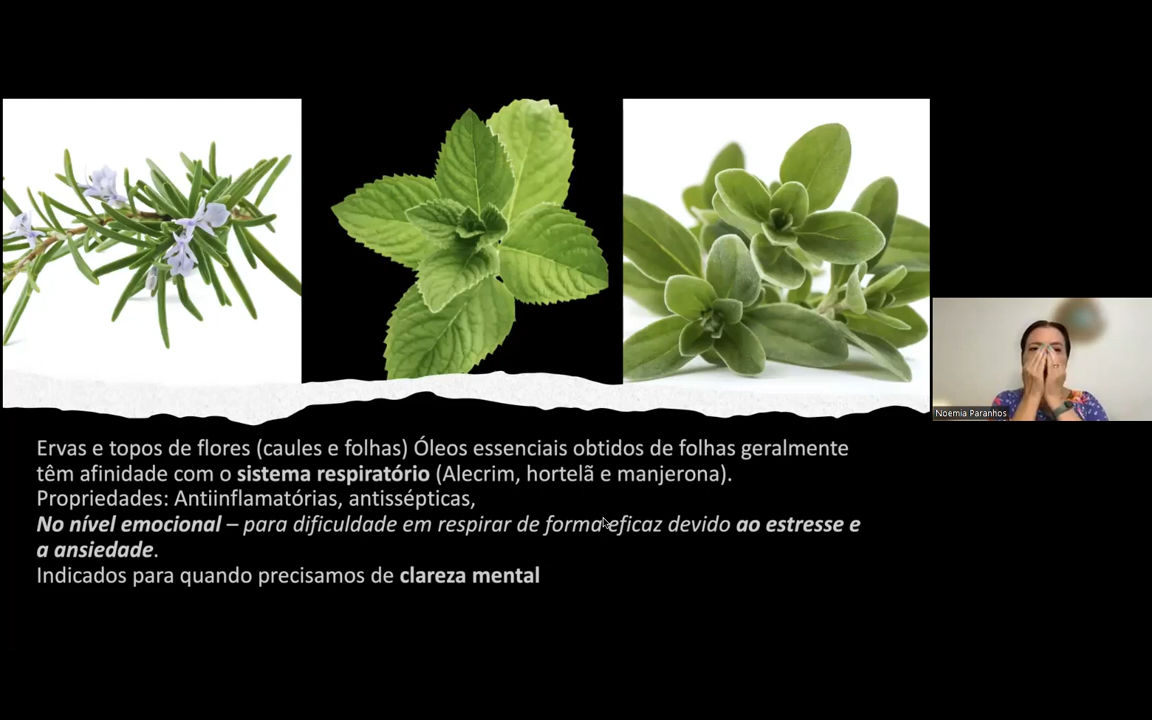 Noemia Paranhos
Ervas e topos de flores (caules e folhas) Óleos essenciais obtidos de folhas geralmente
têm afinidade com o sistema respiratório (Alecrim, hortelã e manjerona).
Propriedades: Antiinflamatórias, antissépticas,
No nível emocional – para dificuldade em respirar de forma eficaz devido ao estresse e
a ansiedade.
Indicados para quando precisamos de clareza mental